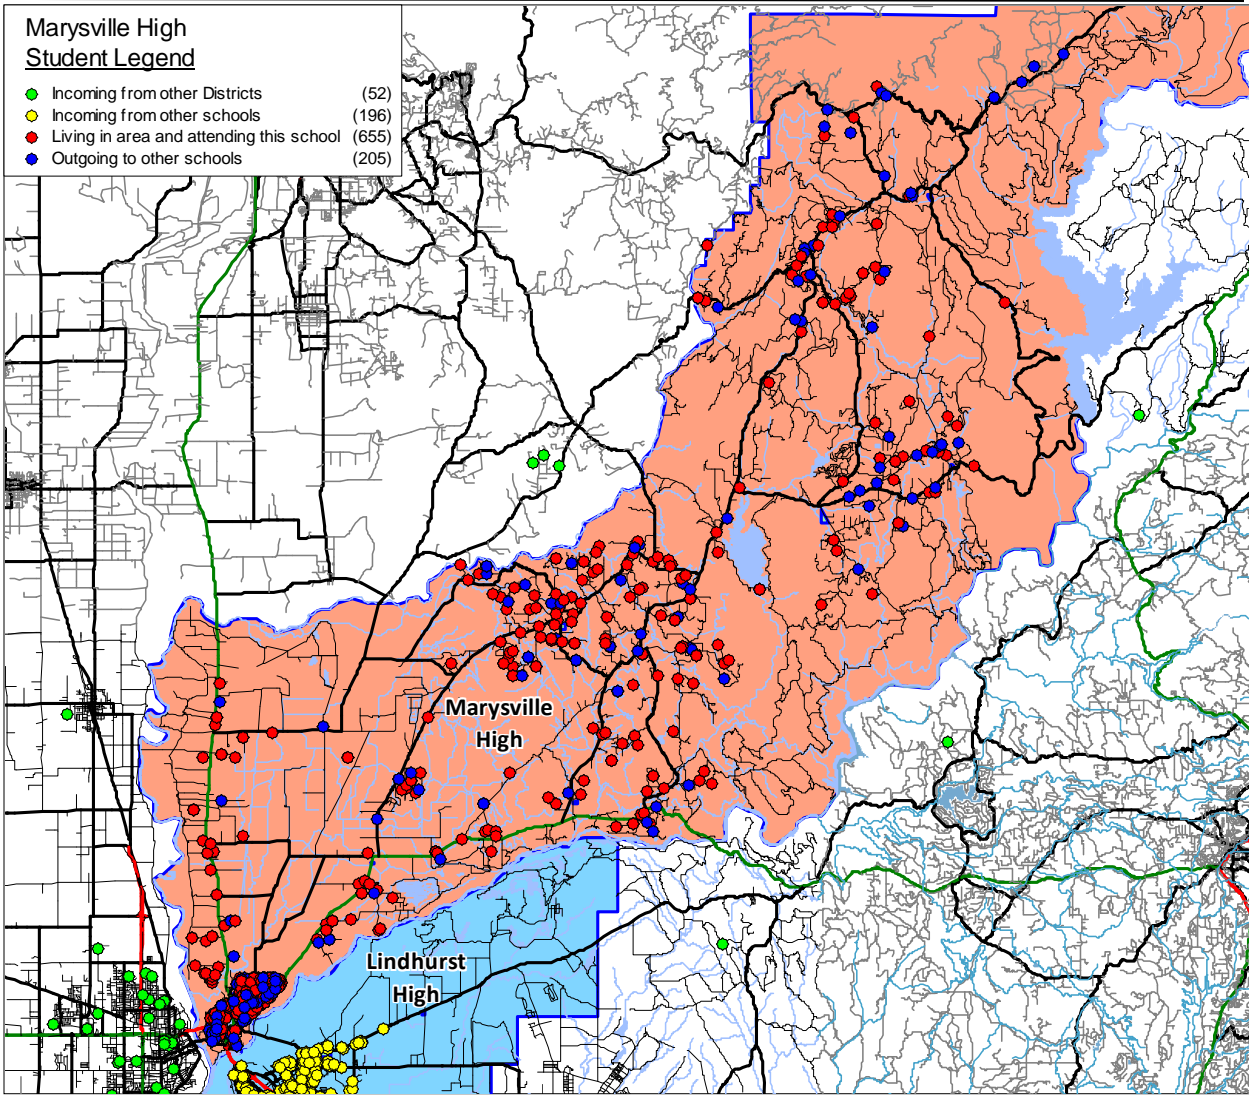 Marysville High
Student Legend
Incoming from other Districts (52)
Incoming from other schools (196)
Living in area and attending this school (655)
Outgoing to other schools (205)
Marysville
High
Lindhurst
High